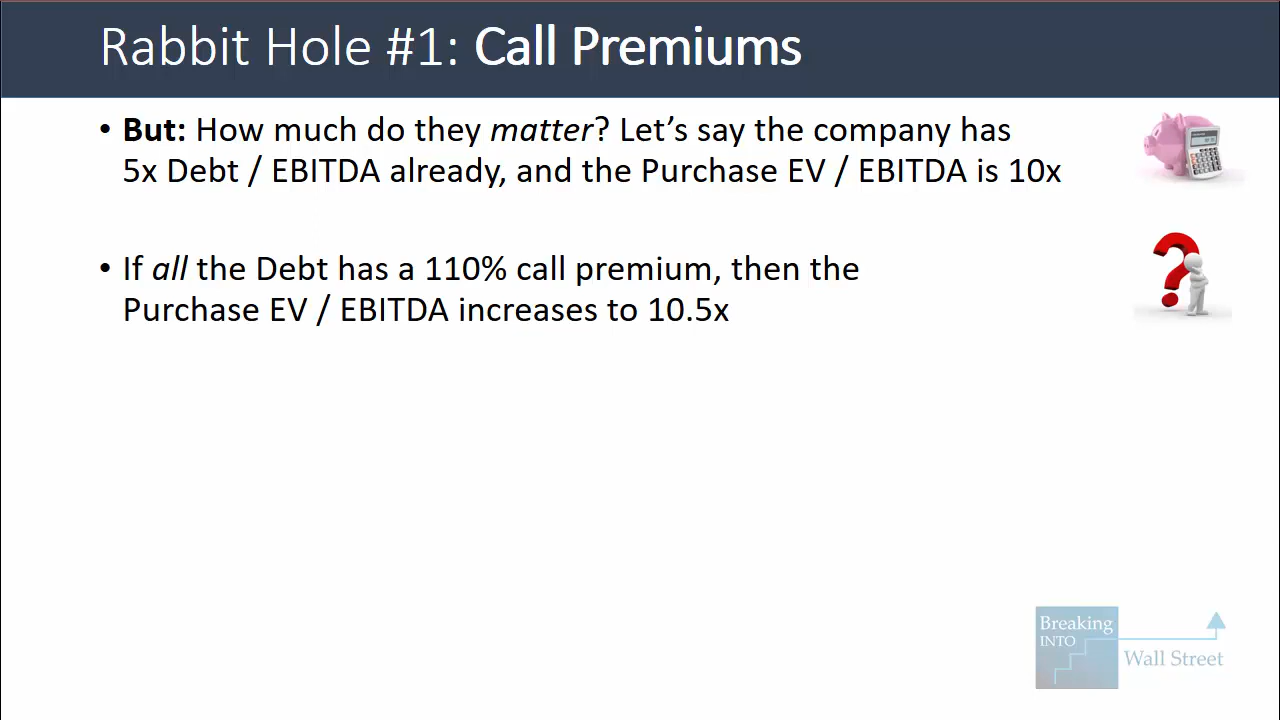 Rabbit Hole #1: Call Premiums
• But: How much do they matter? Let’s say the company has
5x Debt / EBITDA already, and the Purchase EV / EBITDA is 10x
• If all the Debt has a 110% call premium, then the
Purchase EV / EBITDA increases to 10.5x
Breaking
INTO
Wall Street